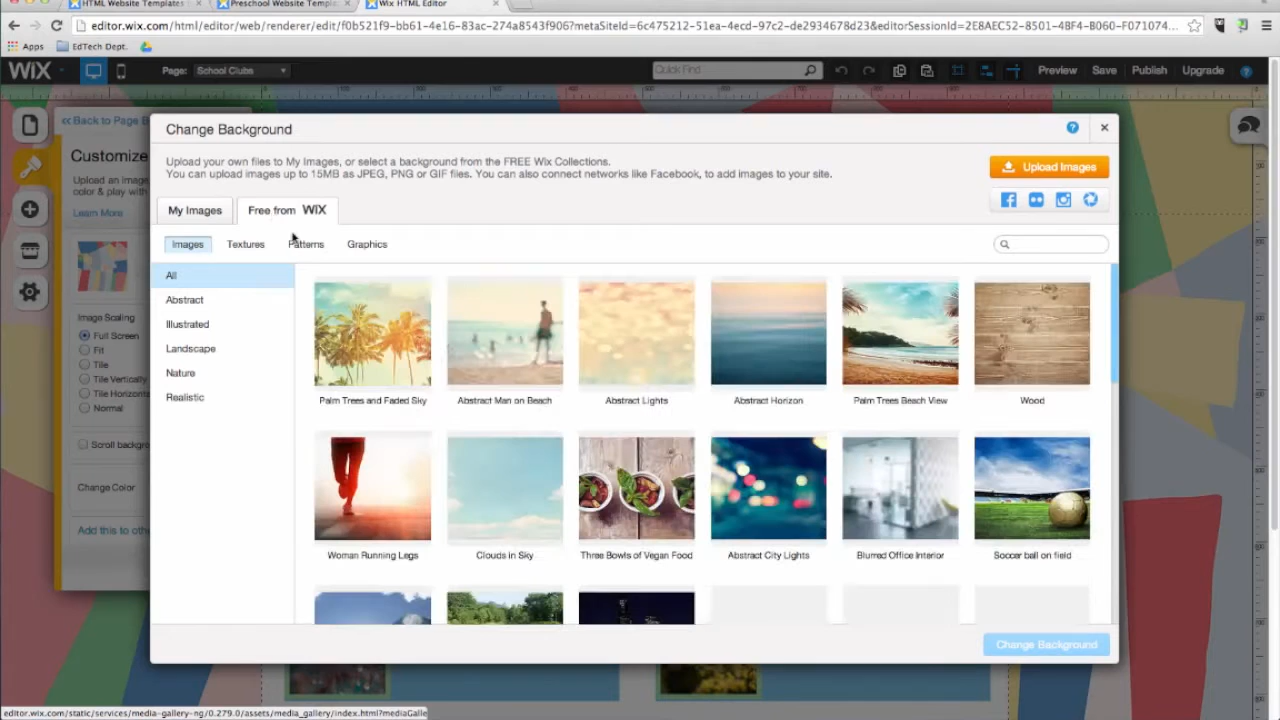 HTML Website Templates
Preschool Website Templat
Wix HTML Editor
editor.wix.com/html/editor/web/renderer/edit/f0b521f9-bb61-4e16-83ac-274a8543f906?metaSiteId=6c475212-51ea-4ecd-97c2-de2934678d23&editorSessionId=2E8AEC52-8501-4BF4-B060-F071074...
Apps
EdTech Dept.
WiX
Page:
School Clubs
Quick Find
Preview
Save
Publish
Upgrade
?
<< Back to Page B
Customize
Upload an imag
color & play with
Learn More
Image Scaling
Full Screen
Fit
Tile
Tile Vertically
Tile Horizonta
Normal
Scroll backgro
Change Color
Add this to othe
Change Background
?
Upload your own files to My Images, or select a background from the FREE Wix Collections.
You can upload images up to 15MB as JPEG, PNG or GIF files. You can also connect networks like Facebook, to add images to your site.
Upload Images
My Images
Free from WiX
Images
Textures
Patterns
Graphics
All
Abstract
Illustrated
Landscape
Nature
Realistic
Palm Trees and Faded Sky
Abstract Man on Beach
Abstract Lights
Abstract Horizon
Palm Trees Beach View
Wood
Woman Running Legs
Clouds in Sky
Three Bowls of Vegan Food
Abstract City Lights
Blurred Office Interior
Soccer ball on field
Change Background
editor.wix.com/static/services/media-gallery-ng/0.279.0/assets/media_gallery/index.html?mediaGalle